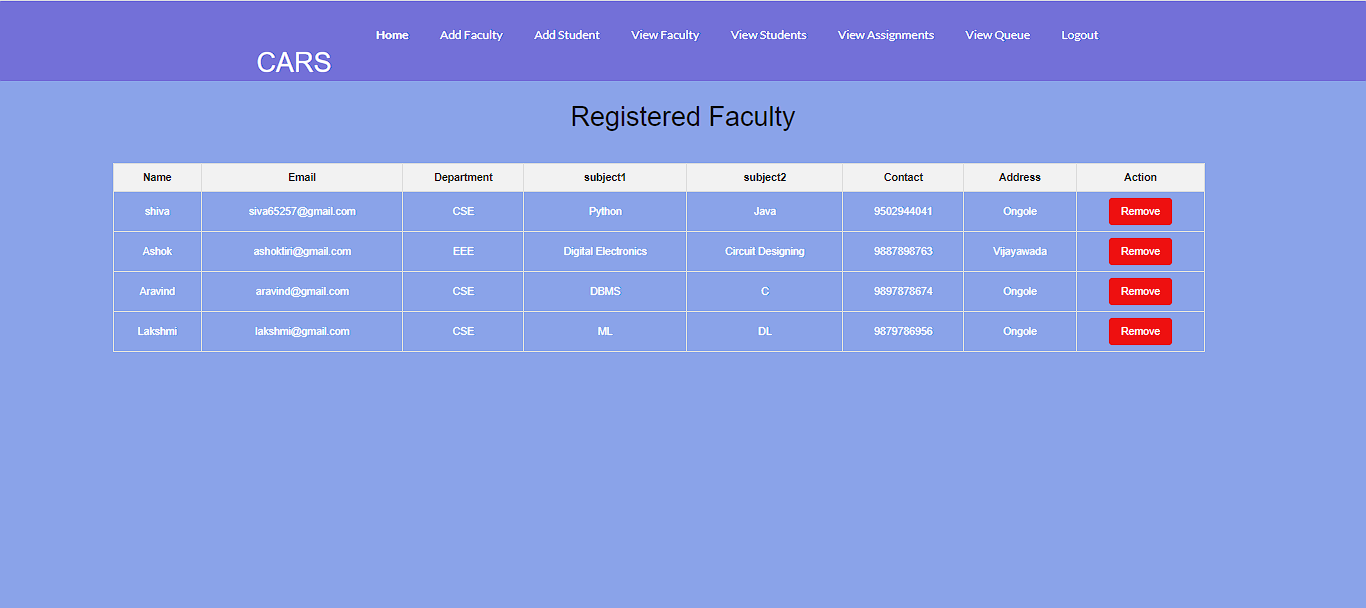 Home Add Faculty Add Student View Faculty View Students View Assignments View Queue Logout
CARS
Registered Faculty
Name Email Department subject1 subject2 Contact Address Action
shiva siva65257@gmail.com CSE Python Java 9502944041 Ongole Remove
Ashok ashoktiri@gmail.com EEE Digital Electronics Circuit Designing 9887898763 Vijayawada Remove
Aravind aravind@gmail.com CSE DBMS C 9897878674 Ongole Remove
Lakshmi lakshmi@gmail.com CSE ML DL 9879786956 Ongole Remove